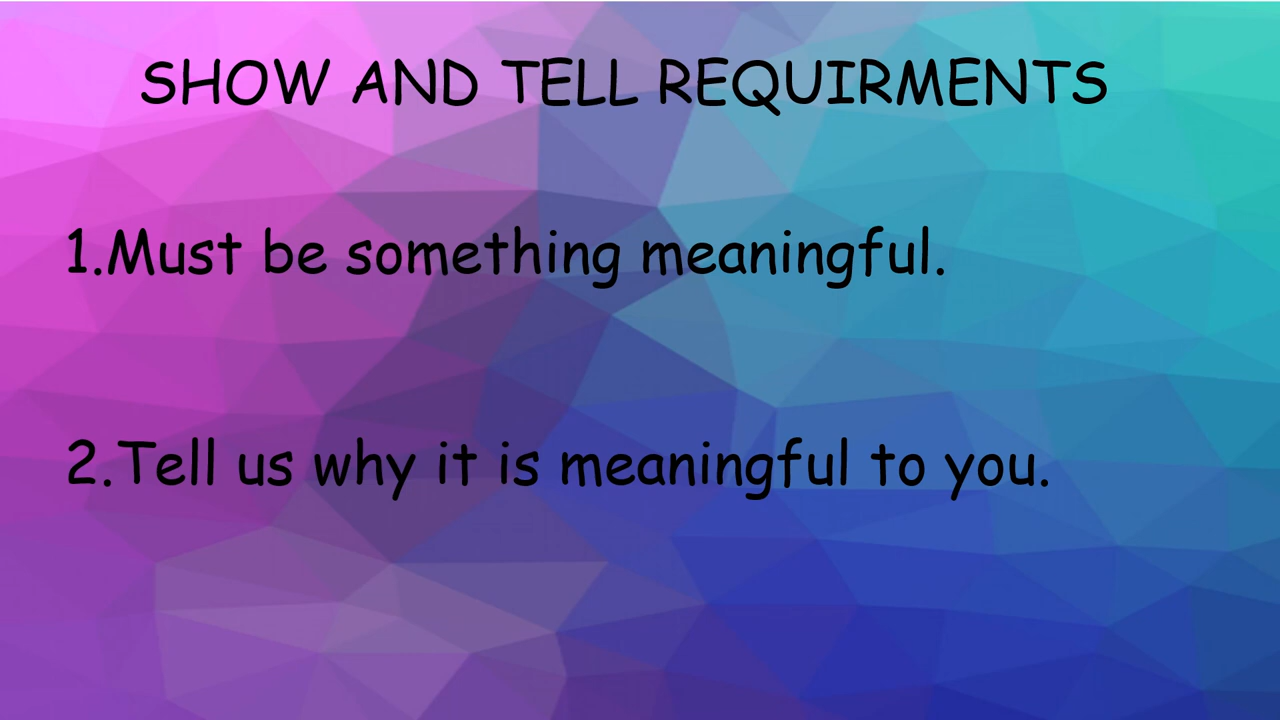 SHOW AND TELL REQUIRMENTS
1.Must be something meaningful.
2.Tell us why it is meaningful to you.